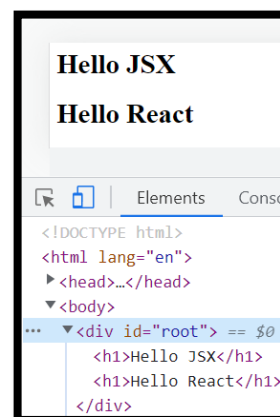 Hello JSX
Hello React
Elements Conso
<!DOCTYPE html>
<html lang="en">
<head>…</head>
<body>
<div id="root"> == $0
<h1>Hello JSX</h1>
<h1>Hello React</h1>
</div>